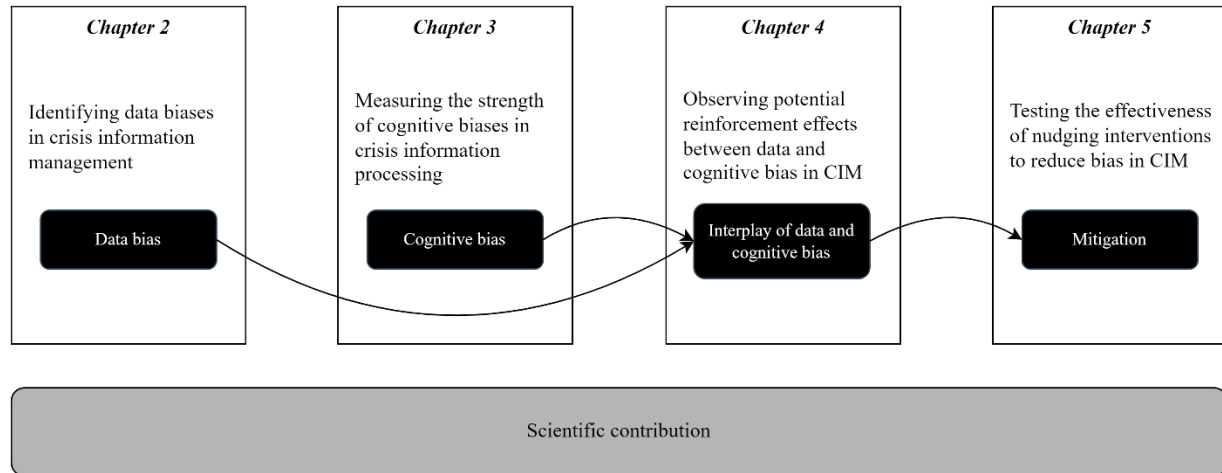 Chapter 2
Identifying data biases
in crisis information
management
Data bias
Chapter 3
Measuring the strength
of cognitive biases in
crisis information
processing
Cognitive bias
Chapter 4
Observing potential
reinforcement effects
between data and
cognitive bias in CIM
Interplay of data and
cognitive bias
Chapter 5
Testing the effectiveness
of nudging interventions
to reduce bias in CIM
Mitigation
Scientific contribution